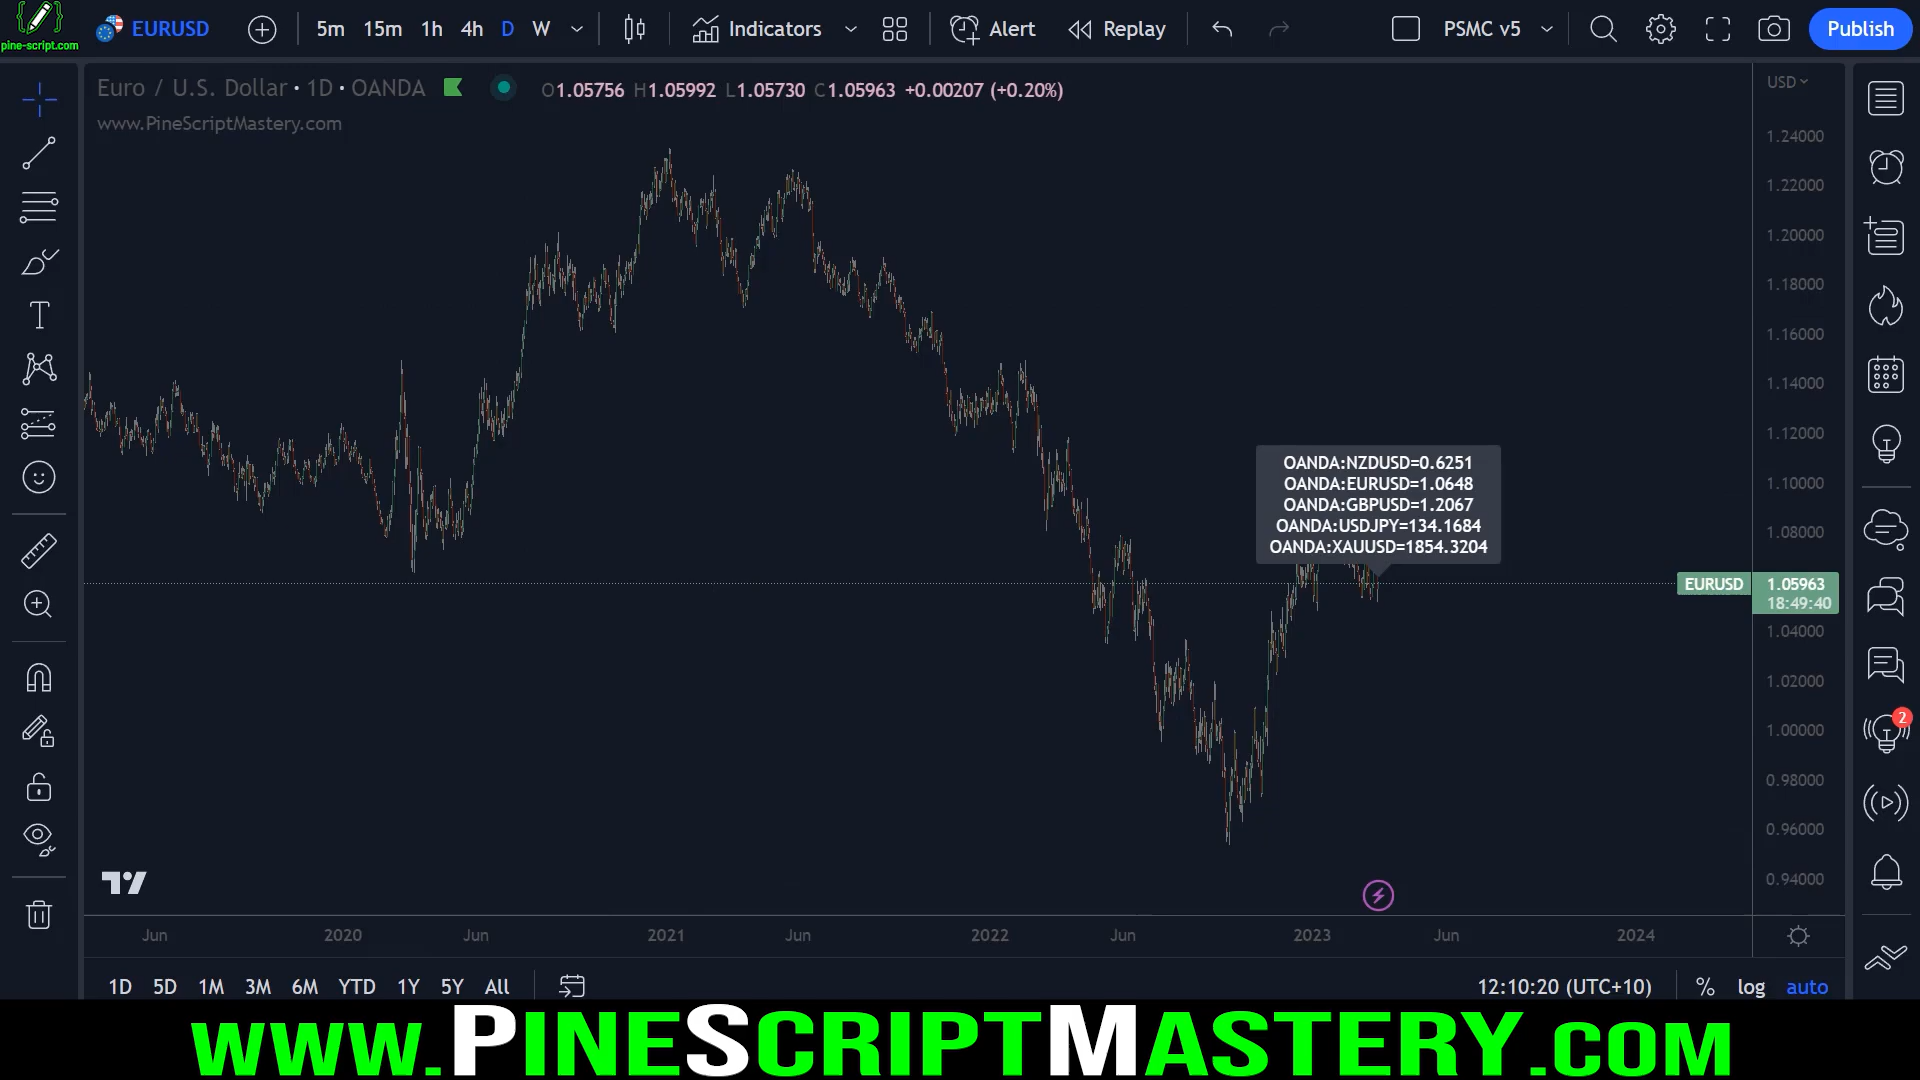 pine-script.com
EURUSD
5m 15m 1h 4h D W
Indicators
Alert
Replay
PSMC v5
Publish
Euro / U.S. Dollar • 1D • OANDA
O1.05756 H1.05992 L1.05730 C1.05963 +0.00207 (+0.20%)
USD
www.PineScriptMastery.com
1.24000
1.22000
1.20000
1.18000
1.16000
1.14000
1.12000
1.10000
1.08000
OANDA:NZDUSD=0.6251
OANDA:EURUSD=1.0648
OANDA:GBPUSD=1.2067
OANDA:USDJPY=134.1684
OANDA:XAUUSD=1854.3204
EURUSD 1.05963
18:49:40
1.04000
1.02000
1.00000
0.98000
0.96000
0.94000
2
Jun 2020 Jun 2021 Jun 2022 Jun 2023 Jun 2024
1D 5D 1M 3M 6M YTD 1Y 5Y All
12:10:20 (UTC+10) % log auto
www.PineScriptMastery.com